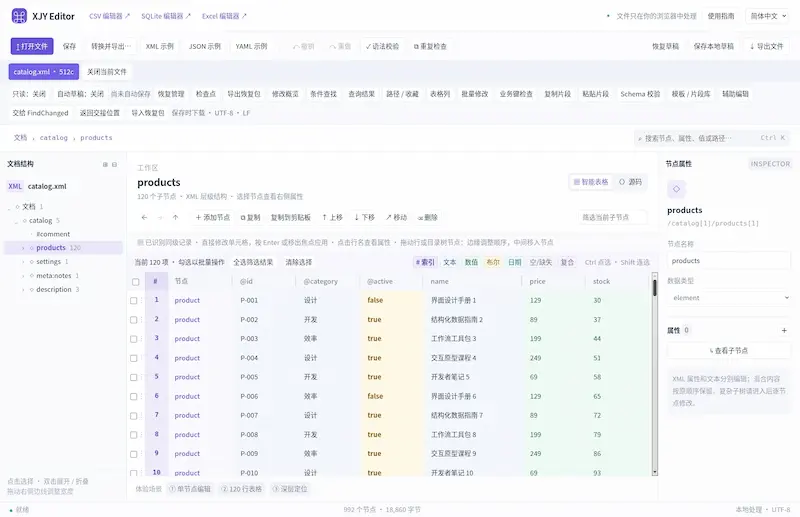 XJY Editor CSV 编辑器 ↗ SQLite 编辑器 ↗ Excel 编辑器 ↗ • 文件只在你的浏览器中处理 使用指南 简体中文
打开文件 保存 转换并导出… XML 示例 JSON 示例 YAML 示例 ↶ 撤销 ↷ 重做 ✓ 语法校验 ⧉ 重复检查 恢复草稿 保存本地草稿 ↓ 导出文件
catalog.xml • 512c 关闭当前文件
只读：关闭 自动草稿：关闭 尚未自动保存 恢复管理 检查点 导出恢复包 修改概览 条件查找 查询结果 路径 / 收藏 表格列 批量修改 业务键检查 复制片段 粘贴片段 Schema 校验 模板 / 片段库 辅助编辑
交给 FindChanged 返回交接位置 导入恢复包 保存时下载 · UTF-8 · LF
文档 › catalog › products 搜索节点、属性、值或路径… Ctrl K
文档结构
XML catalog.xml
文档 1
catalog 5
#comment
products 120
settings 1
meta:notes 1
description 3
点击选择 · 双击展开 / 折叠
拖动右侧边线调整宽度
工作区
products
120 个子节点 · XML 层级结构 · 选择节点查看右侧属性
智能表格 源码
← → ↑ + 添加节点 ⧉ 复制 复制到剪贴板 ↑ 上移 ↓ 下移 ↗ 移动 删除 筛选当前子节点
已识别同级记录 · 直接修改单元格，按 Enter 或移出焦点应用 · 点击行名查看属性 · 拖动行或目录树节点：边缘调整顺序，中间移入节点
当前 120 项 · 勾选以批量操作 全选筛选结果 清除选择 # 索引 文本 数值 布尔 日期 空/缺失 复合 Ctrl 点选 · Shift 连选
# 节点 @id @category @active name price stock
1 product P-001 设计 false 界面设计手册 1 129 30
2 product P-002 开发 true 结构化数据指南 2 89 37
3 product P-003 效率 true 工作流工具包 3 199 44
4 product P-004 设计 true 交互原型课程 4 249 51
5 product P-005 开发 true 开发者笔记 5 69 58
6 product P-006 效率 false 界面设计手册 6 129 65
7 product P-007 设计 true 结构化数据指南 7 89 72
8 product P-008 开发 true 工作流工具包 8 199 79
9 product P-009 效率 true 交互原型课程 9 249 86
10 product P-010 设计 true 开发者笔记 10 69 93
体验场景 ① 单节点编辑 ② 120 行表格 ③ 深层定位
节点属性 INSPECTOR
products
/catalog[1]/products[1]
节点名称
products
数据类型
element
属性 0 +
↳ 查看子节点
XML 属性和文本分别编辑；混合内容
按原顺序保留，复杂子树请进入后逐节
点修改。
• 就绪 992 个节点 · 18,860 字节 本地处理 · UTF-8